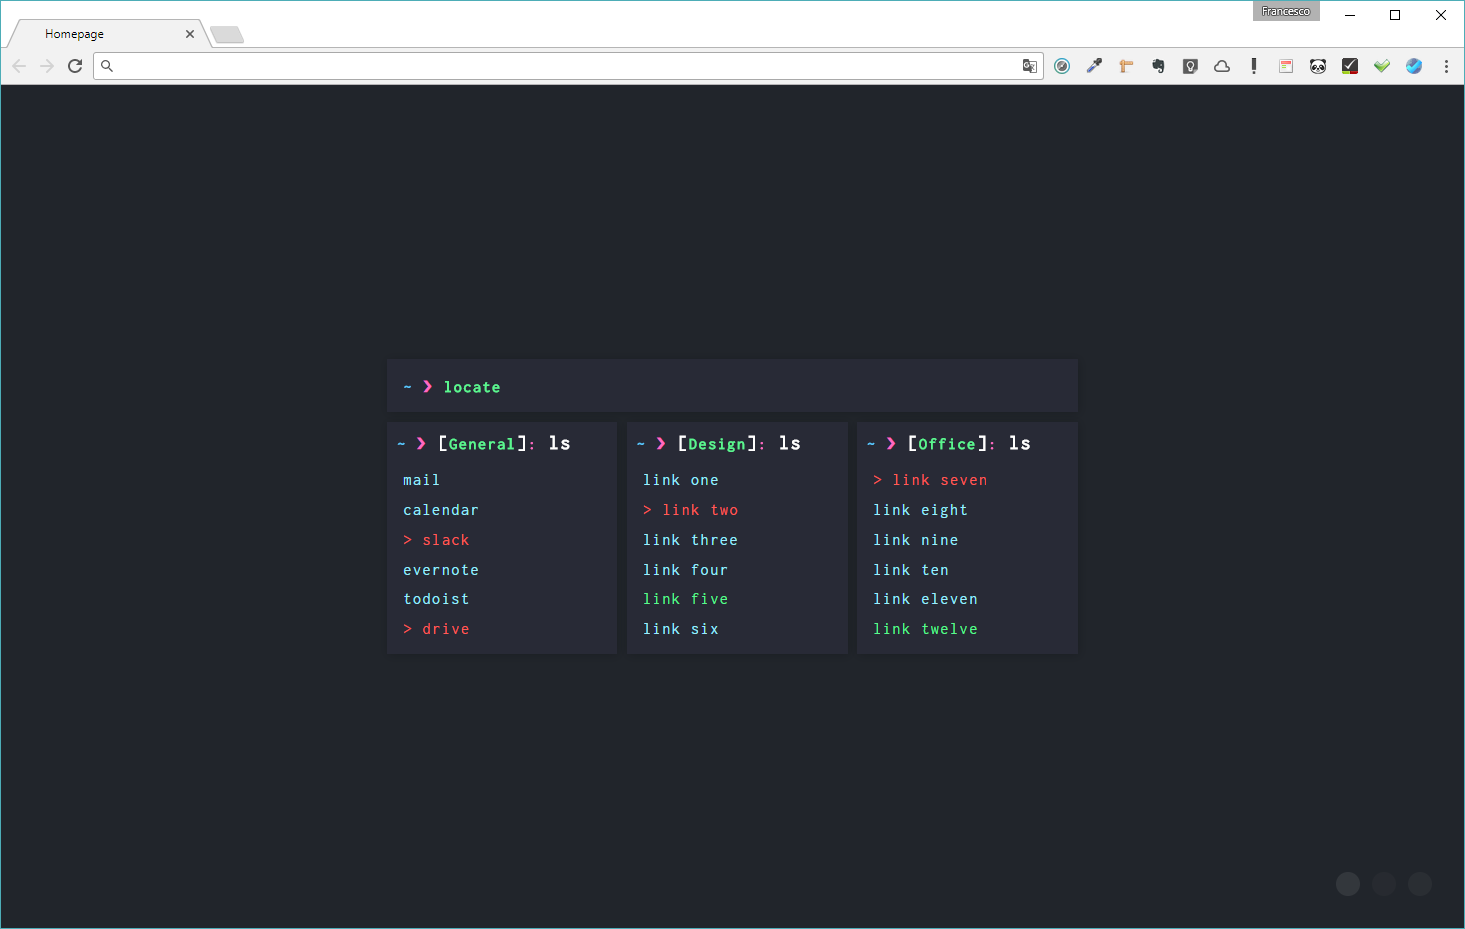 Francesco
Homepage
~ ❯ locate
~ ❯ [General]: ls
mail
calendar
> slack
evernote
todoist
> drive
~ ❯ [Design]: ls
link one
> link two
link three
link four
link five
link six
~ ❯ [Office]: ls
> link seven
link eight
link nine
link ten
link eleven
link twelve